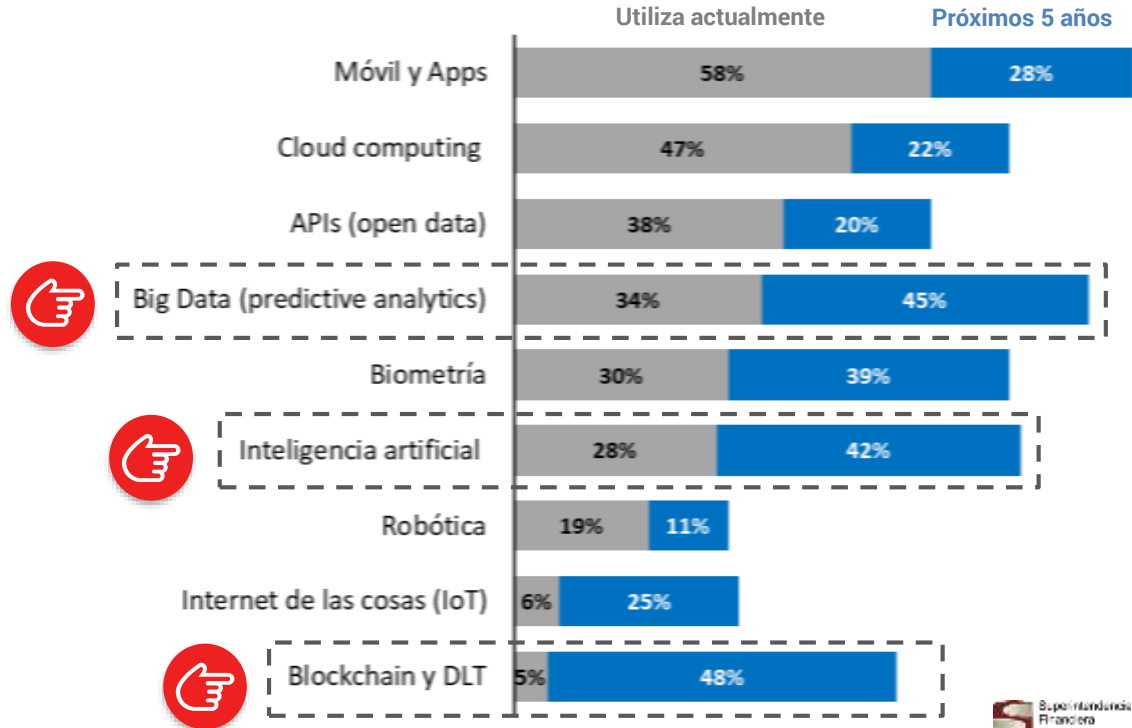 Utiliza actualmente Próximos 5 años
Móvil y Apps 58% 28%
Cloud computing 47% 22%
APIs (open data) 38% 20%
Big Data (predictive analytics) 34% 45%
Biometría 30% 39%
Inteligencia artificial 28% 42%
Robótica 19% 11%
Internet de las cosas (IoT) 6% 25%
Blockchain y DLT 5% 48%
Superintendencia
Financiera